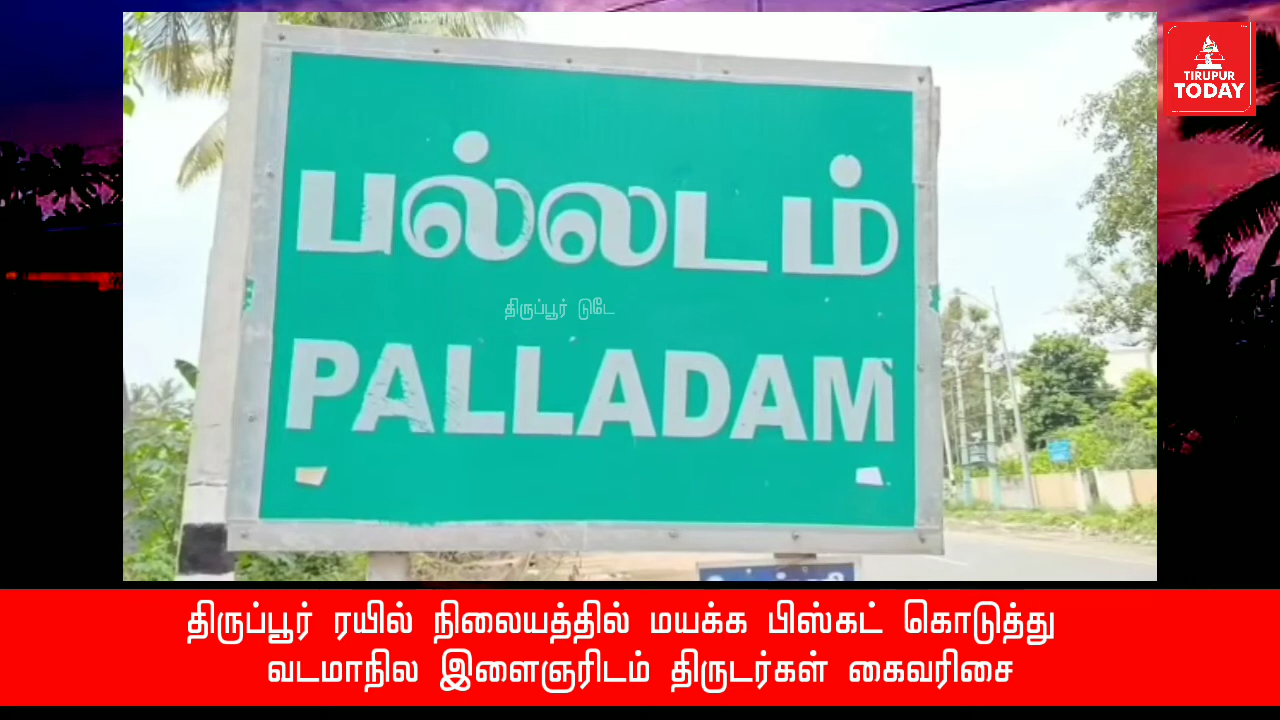 TIRUPUR
TODAY
பல்லடம்
திருப்பூர் டுடே
PALLADAM
திருப்பூர் ரயில் நிலையத்தில் மயக்க பிஸ்கட் கொடுத்து
வடமாநில இளைஞரிடம் திருடர்கள் கைவரிசை